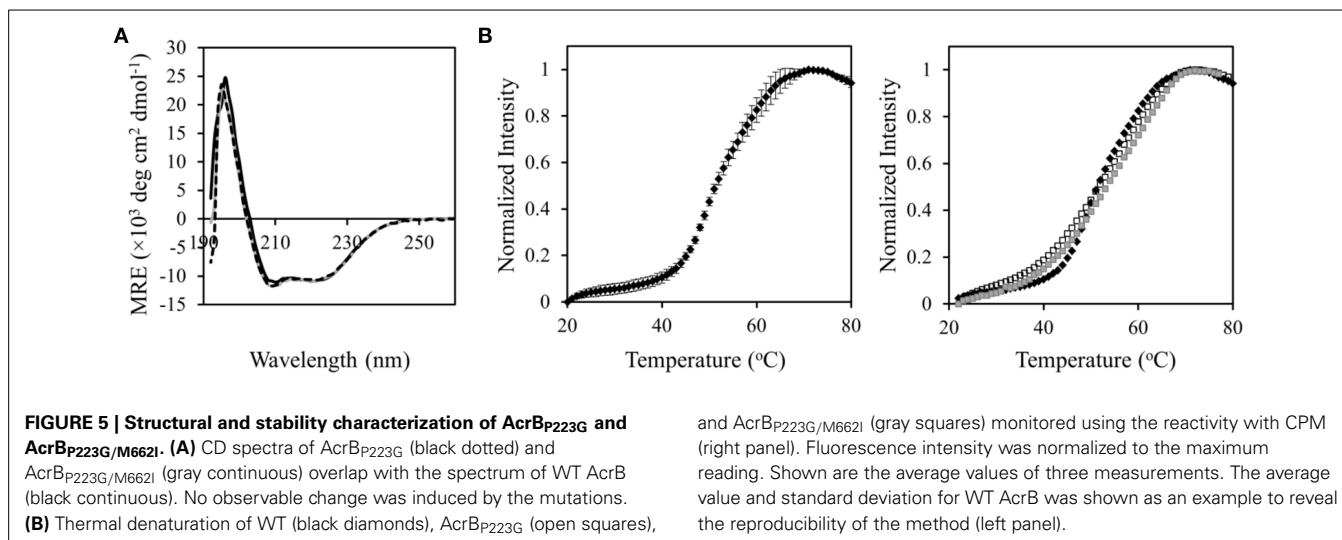 A
30
25
20
15
10
5
0
-5
-10
-15
190
210
230
250
MRE (×10³ deg cm² dmol⁻¹)
Wavelength (nm)
B
1
0.8
0.6
0.4
0.2
0
20
40
60
80
Normalized Intensity
Temperature (°C)
1
0.8
0.6
0.4
0.2
0
20
40
60
80
Normalized Intensity
Temperature (°C)
FIGURE 5 | Structural and stability characterization of AcrB_P223G and
AcrB_P223G/M662I. (A) CD spectra of AcrB_P223G (black dotted) and
AcrB_P223G/M662I (gray continuous) overlap with the spectrum of WT AcrB
(black continuous). No observable change was induced by the mutations.
(B) Thermal denaturation of WT (black diamonds), AcrB_P223G (open squares),
and AcrB_P223G/M662I (gray squares) monitored using the reactivity with CPM
(right panel). Fluorescence intensity was normalized to the maximum
reading. Shown are the average values of three measurements. The average
value and standard deviation for WT AcrB was shown as an example to reveal
the reproducibility of the method (left panel).